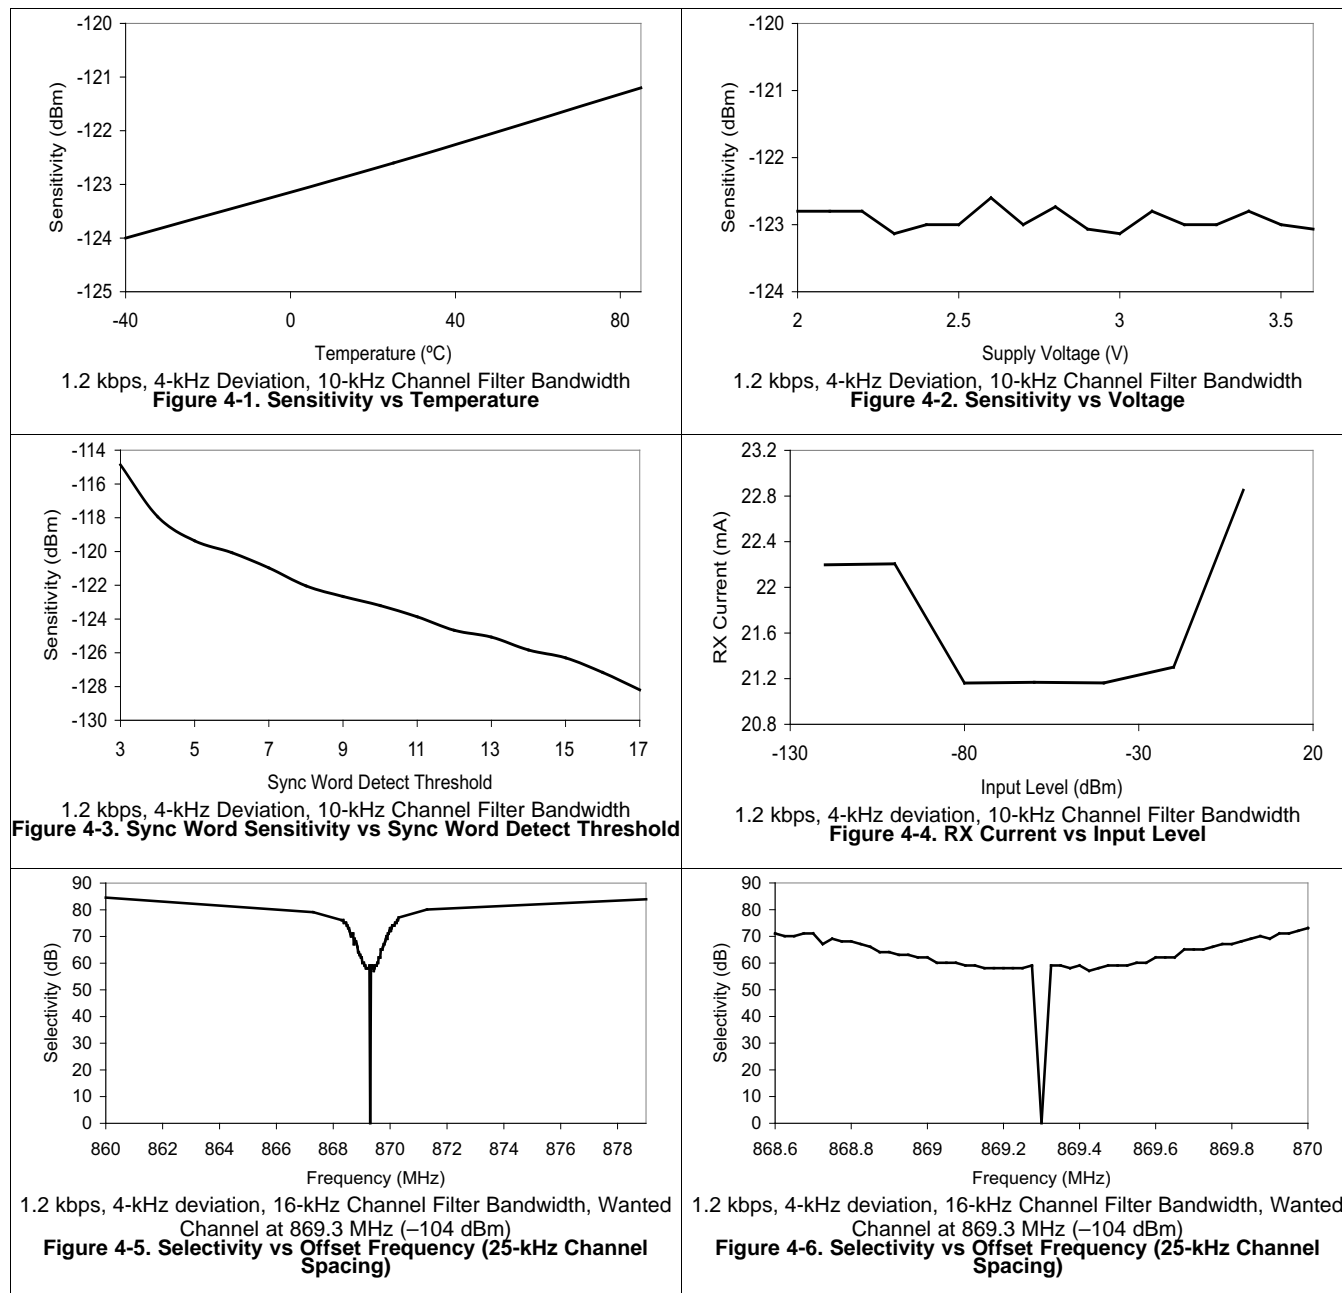 -120
-121
-122
-123
-124
-125
Sensitivity (dBm)
-40 0 40 80
Temperature (ºC)
1.2 kbps, 4-kHz Deviation, 10-kHz Channel Filter Bandwidth
Figure 4-1. Sensitivity vs Temperature
-120
-121
-122
-123
-124
Sensitivity (dBm)
2 2.5 3 3.5
Supply Voltage (V)
1.2 kbps, 4-kHz Deviation, 10-kHz Channel Filter Bandwidth
Figure 4-2. Sensitivity vs Voltage
-114
-116
-118
-120
-122
-124
-126
-128
-130
Sensitivity (dBm)
3 5 7 9 11 13 15 17
Sync Word Detect Threshold
1.2 kbps, 4-kHz Deviation, 10-kHz Channel Filter Bandwidth
Figure 4-3. Sync Word Sensitivity vs Sync Word Detect Threshold
23.2
22.8
22.4
22
21.6
21.2
20.8
RX Current (mA)
-130 -80 -30 20
Input Level (dBm)
1.2 kbps, 4-kHz deviation, 10-kHz Channel Filter Bandwidth
Figure 4-4. RX Current vs Input Level
90
80
70
60
50
40
30
20
10
0
Selectivity (dB)
860 862 864 866 868 870 872 874 876 878
Frequency (MHz)
1.2 kbps, 4-kHz deviation, 16-kHz Channel Filter Bandwidth, Wanted
Channel at 869.3 MHz (–104 dBm)
Figure 4-5. Selectivity vs Offset Frequency (25-kHz Channel
Spacing)
90
80
70
60
50
40
30
20
10
0
Selectivity (dB)
868.6 868.8 869 869.2 869.4 869.6 869.8 870
Frequency (MHz)
1.2 kbps, 4-kHz deviation, 16-kHz Channel Filter Bandwidth, Wanted
Channel at 869.3 MHz (–104 dBm)
Figure 4-6. Selectivity vs Offset Frequency (25-kHz Channel
Spacing)